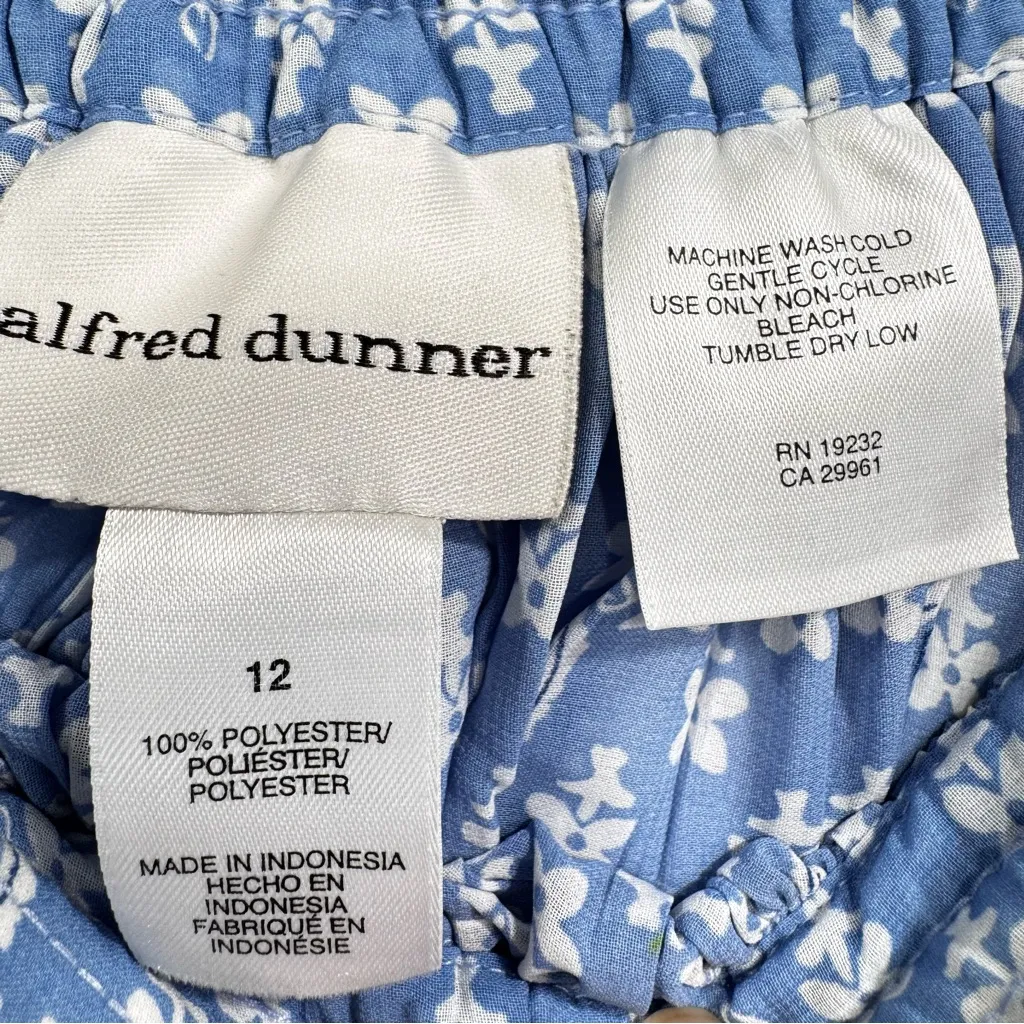 alfred dunner
MACHINE WASH COLD
GENTLE CYCLE
USE ONLY NON-CHLORINE
BLEACH
TUMBLE DRY LOW
RN 19232
CA 29961
12
100% POLYESTER/
POLIÉSTER/
POLYESTER
MADE IN INDONESIA
HECHO EN
INDONESIA
FABRIQUÉ EN
INDONÉSIE